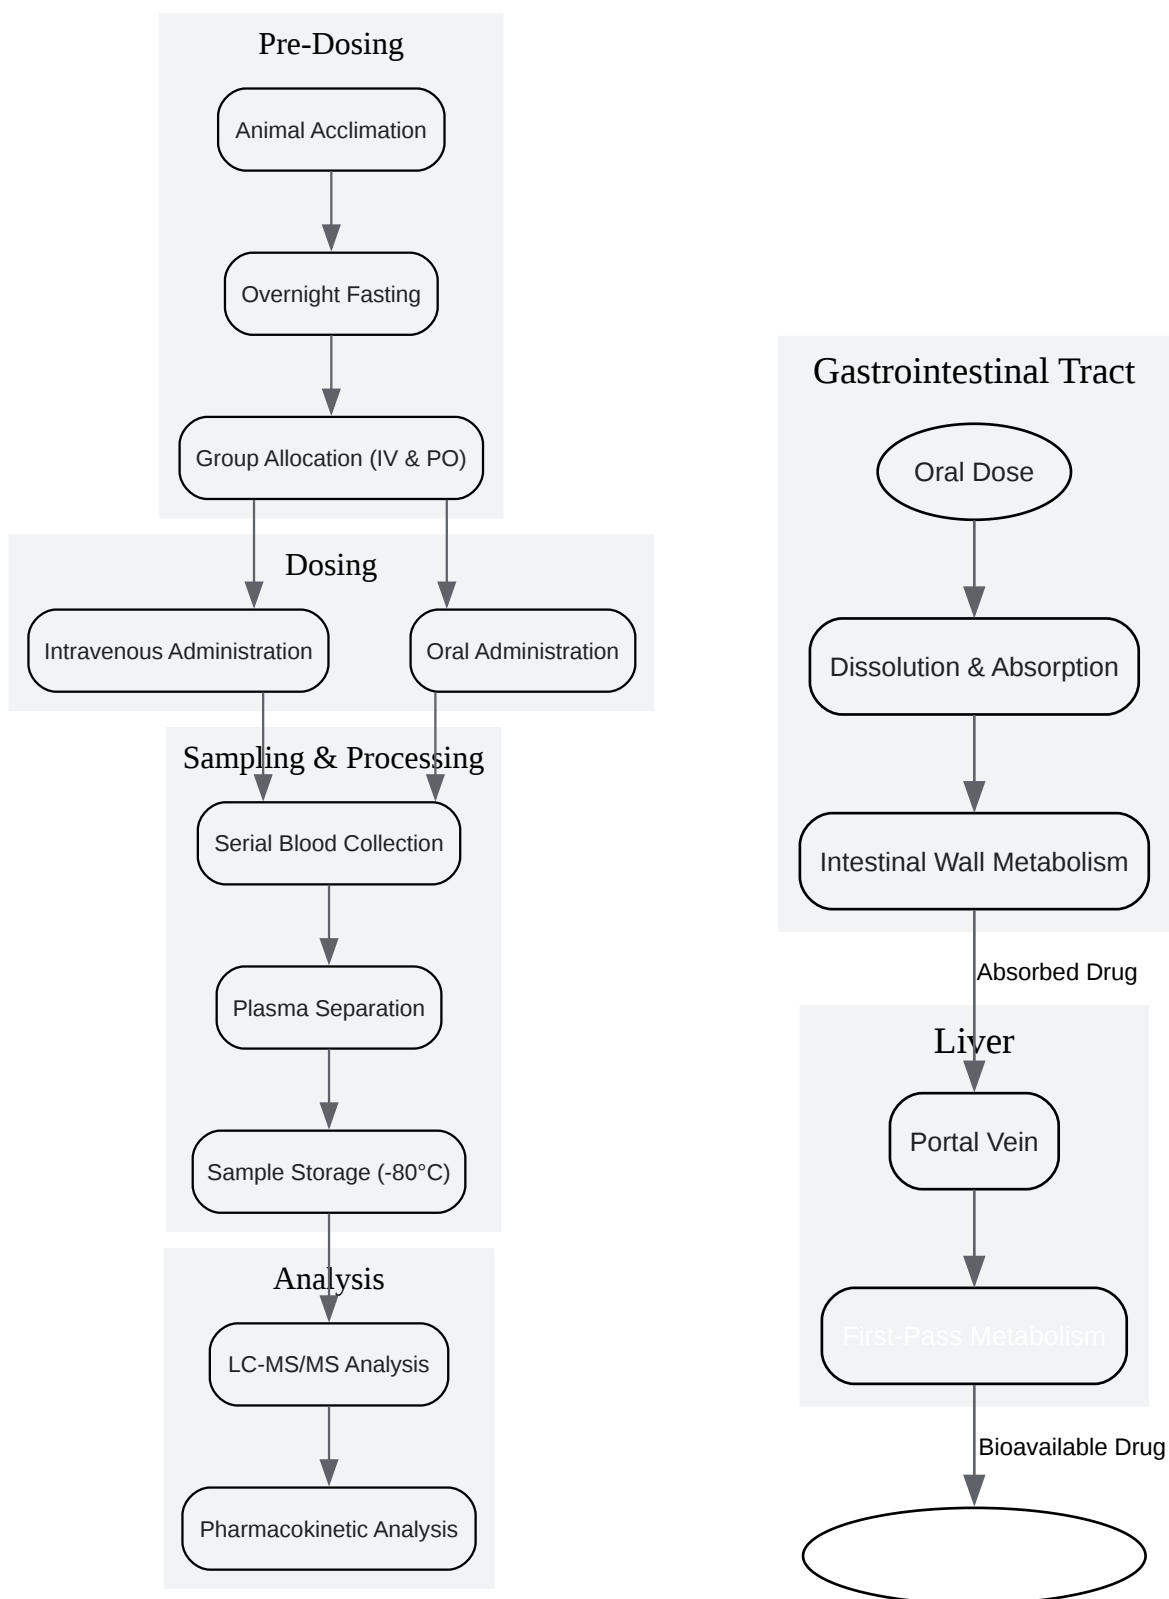 Pre-Dosing
Animal Acclimation
Overnight Fasting
Group Allocation (IV & PO)
Dosing
Intravenous Administration
Oral Administration
Sampling & Processing
Serial Blood Collection
Plasma Separation
Sample Storage (-80°C)
Analysis
LC-MS/MS Analysis
Pharmacokinetic Analysis
Gastrointestinal Tract
Oral Dose
Dissolution & Absorption
Intestinal Wall Metabolism
Absorbed Drug
Liver
Portal Vein
First-Pass Metabolism
Bioavailable Drug